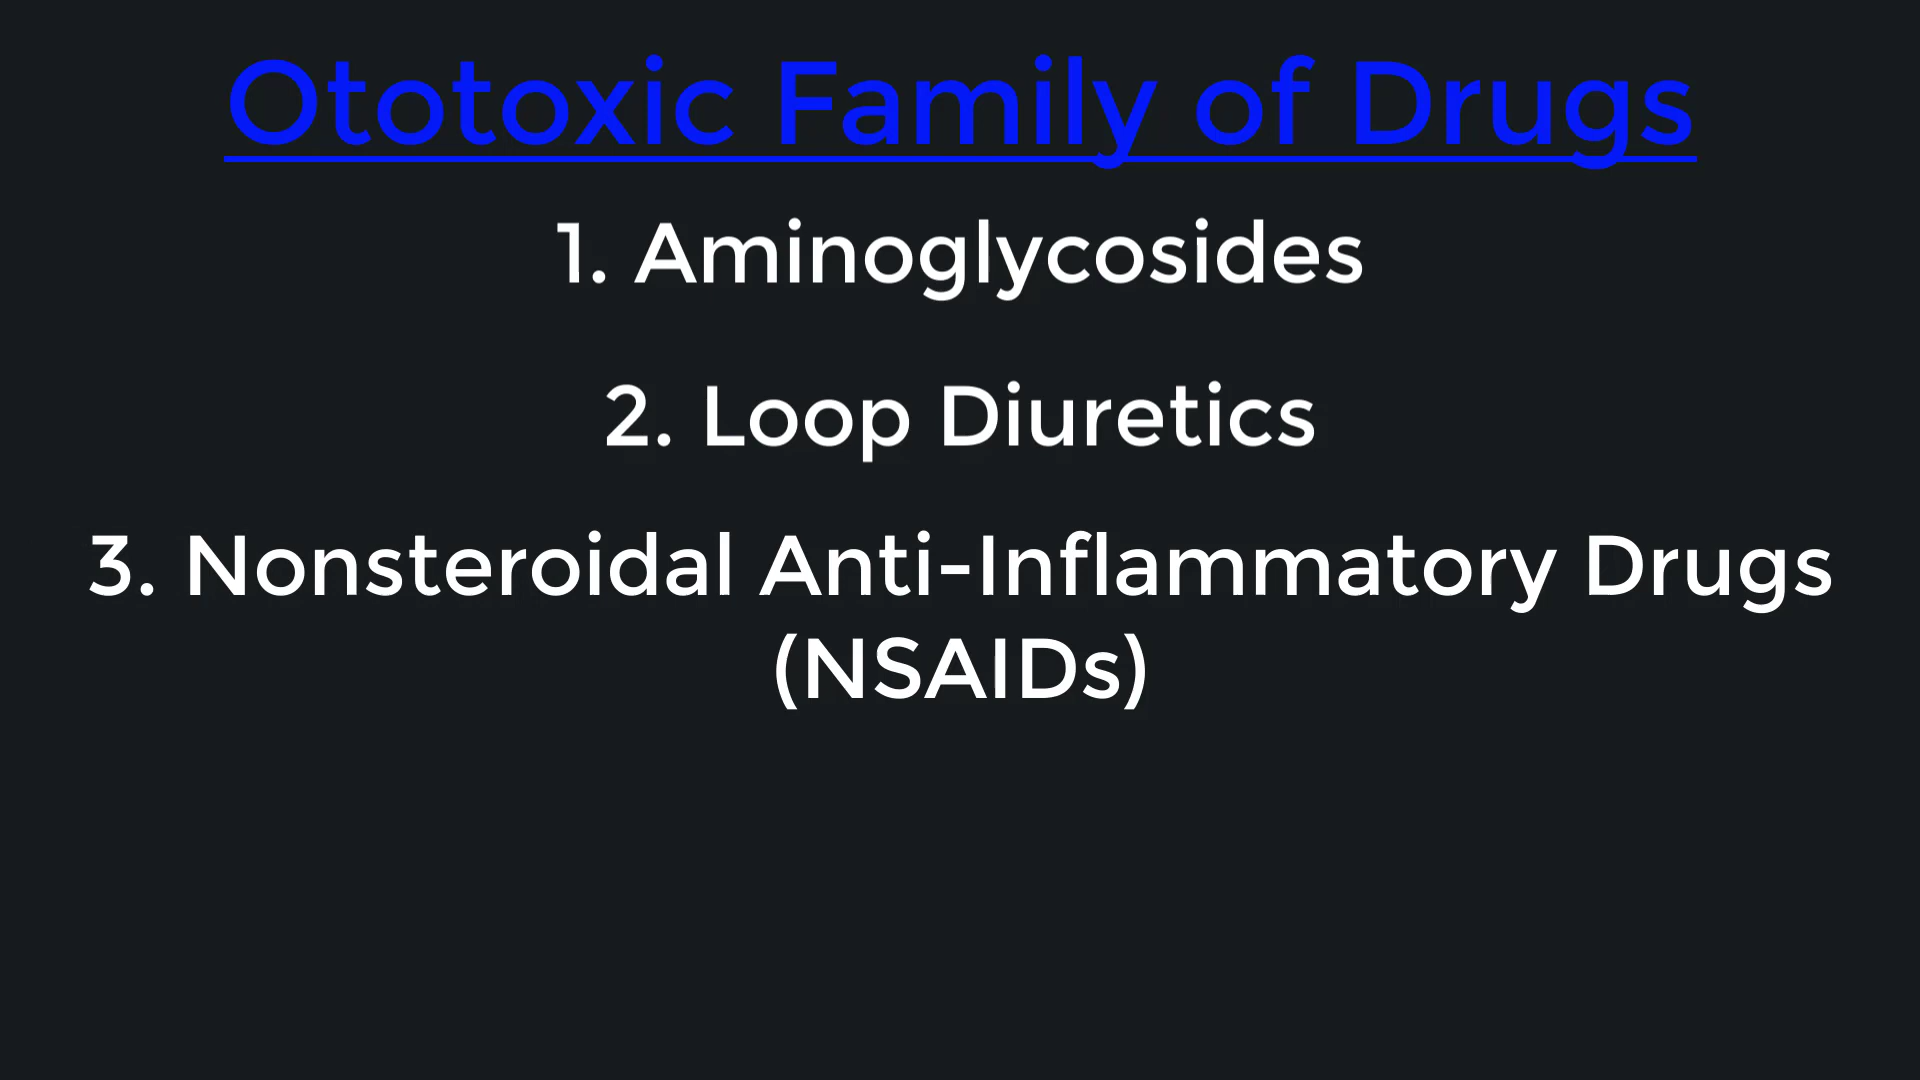 Ototoxic Family of Drugs
1. Aminoglycosides
2. Loop Diuretics
3. Nonsteroidal Anti-Inflammatory Drugs
(NSAIDs)